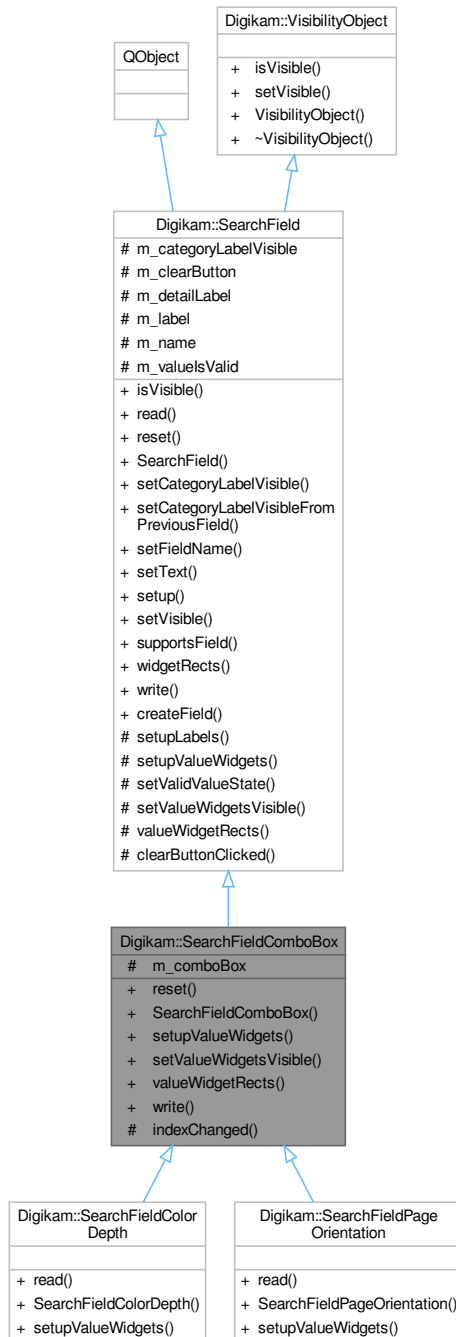 Digikam::VisibilityObject
+ isVisible()
+ setVisible()
+ VisibilityObject()
+ ~VisibilityObject()
QObject
Digikam::SearchField
# m_categoryLabelVisible
# m_clearButton
# m_detailLabel
# m_label
# m_name
# m_valueIsValid
+ isVisible()
+ read()
+ reset()
+ SearchField()
+ setCategoryLabelVisible()
+ setCategoryLabelVisibleFrom
PreviousField()
+ setFieldName()
+ setText()
+ setup()
+ setVisible()
+ supportsField()
+ widgetRects()
+ write()
+ createField()
# setupLabels()
# setupValueWidgets()
# setValidValueState()
# setValueWidgetsVisible()
# valueWidgetRects()
# clearButtonClicked()
Digikam::SearchFieldComboBox
# m_comboBox
+ reset()
+ SearchFieldComboBox()
+ setupValueWidgets()
+ setValueWidgetsVisible()
+ valueWidgetRects()
+ write()
# indexChanged()
Digikam::SearchFieldColor
Depth
+ read()
+ SearchFieldColorDepth()
+ setupValueWidgets()
Digikam::SearchFieldPage
Orientation
+ read()
+ SearchFieldPageOrientation()
+ setupValueWidgets()